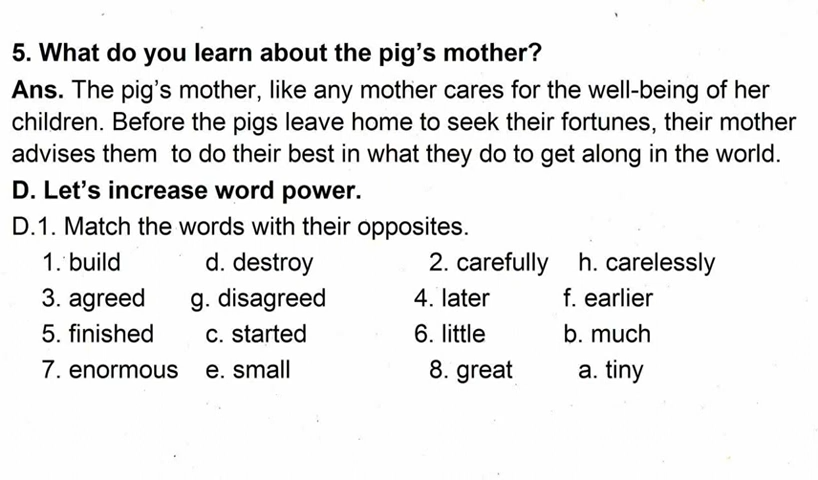 5. What do you learn about the pig's mother?
Ans. The pig's mother, like any mother cares for the well-being of her
children. Before the pigs leave home to seek their fortunes, their mother
advises them to do their best in what they do to get along in the world.
D. Let's increase word power.
D.1. Match the words with their opposites.
1. build d. destroy 2. carefully h. carelessly
3. agreed g. disagreed 4. later f. earlier
5. finished c. started 6. little b. much
7. enormous e. small 8. great a. tiny